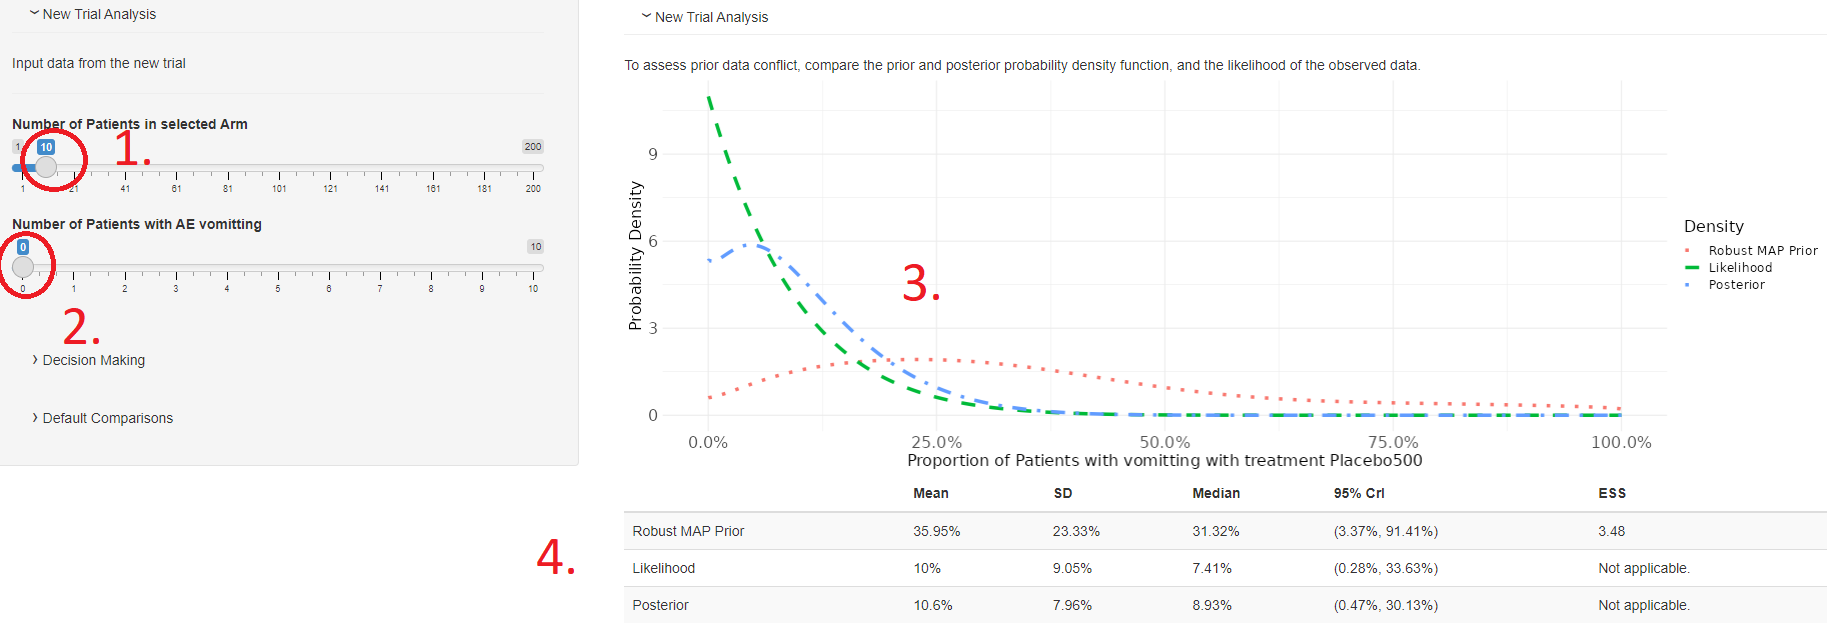 New Trial Analysis
Input data from the new trial
Number of Patients in selected Arm
1 10 200
1.
1 21 41 61 81 101 121 141 161 181 200
Number of Patients with AE vomitting
0 10
0 1 2 3 4 5 6 7 8 9 10
2.
Decision Making
Default Comparisons
New Trial Analysis
To assess prior data conflict, compare the prior and posterior probability density function, and the likelihood of the observed data.
Probability Density
9
6
3
0
3.
0.0% 25.0% 50.0% 75.0% 100.0%
Proportion of Patients with vomitting with treatment Placebo500
Density
Robust MAP Prior
Likelihood
Posterior
4.
Mean SD Median 95% CrI ESS
Robust MAP Prior 35.95% 23.33% 31.32% (3.37%, 91.41%) 3.48
Likelihood 10% 9.05% 7.41% (0.28%, 33.63%) Not applicable.
Posterior 10.6% 7.96% 8.93% (0.47%, 30.13%) Not applicable.